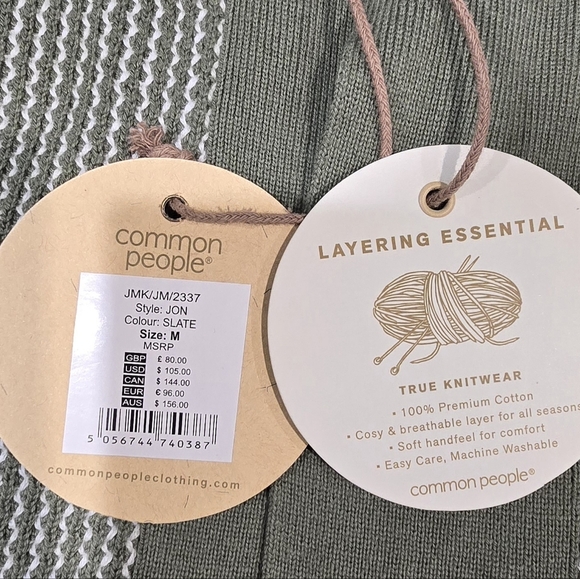 common
people®
JMK/JM/2337
Style: JON
Colour: SLATE
Size: M
MSRP
GBP £ 80.00
USD $ 105.00
CAN $ 144.00
EUR € 96.00
AUS $ 156.00
5 056744 740387
commonpeopleclothing.com
LAYERING ESSENTIAL
TRUE KNITWEAR
• 100% Premium Cotton
• Cosy & breathable layer for all seasons
• Soft handfeel for comfort
• Easy Care, Machine Washable
common people®